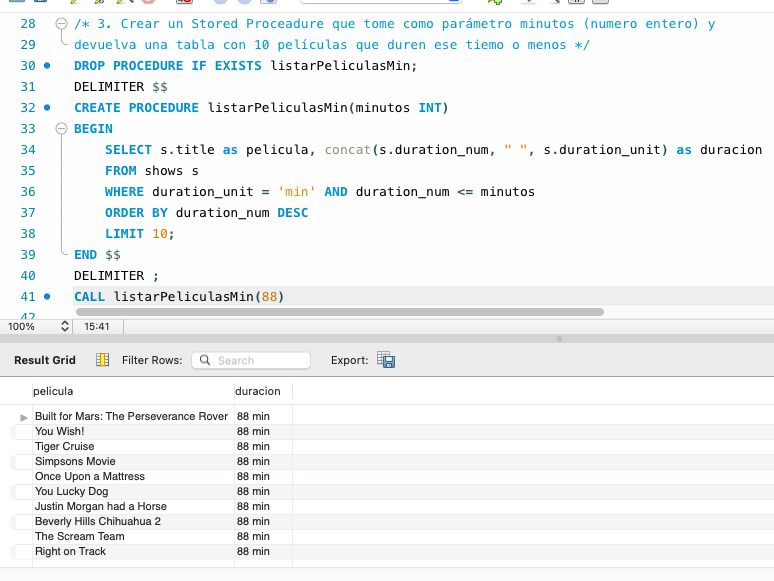 28 /* 3. Crear un Stored Proceadure que tome como parámetro minutos (numero entero) y
29 devuelva una tabla con 10 películas que duren ese tiemo o menos */
30 DROP PROCEDURE IF EXISTS listarPeliculasMin;
31 DELIMITER $$
32 CREATE PROCEDURE listarPeliculasMin(minutos INT)
33 BEGIN
34 SELECT s.title as pelicula, concat(s.duration_num, " ", s.duration_unit) as duracion
35 FROM shows s
36 WHERE duration_unit = 'min' AND duration_num <= minutos
37 ORDER BY duration_num DESC
38 LIMIT 10;
39 END $$
40 DELIMITER ;
41 CALL listarPeliculasMin(88)
42
100% 15:41
Result Grid Filter Rows: Search Export:
pelicula duracion
Built for Mars: The Perseverance Rover 88 min
You Wish! 88 min
Tiger Cruise 88 min
Simpsons Movie 88 min
Once Upon a Mattress 88 min
You Lucky Dog 88 min
Justin Morgan had a Horse 88 min
Beverly Hills Chihuahua 2 88 min
The Scream Team 88 min
Right on Track 88 min